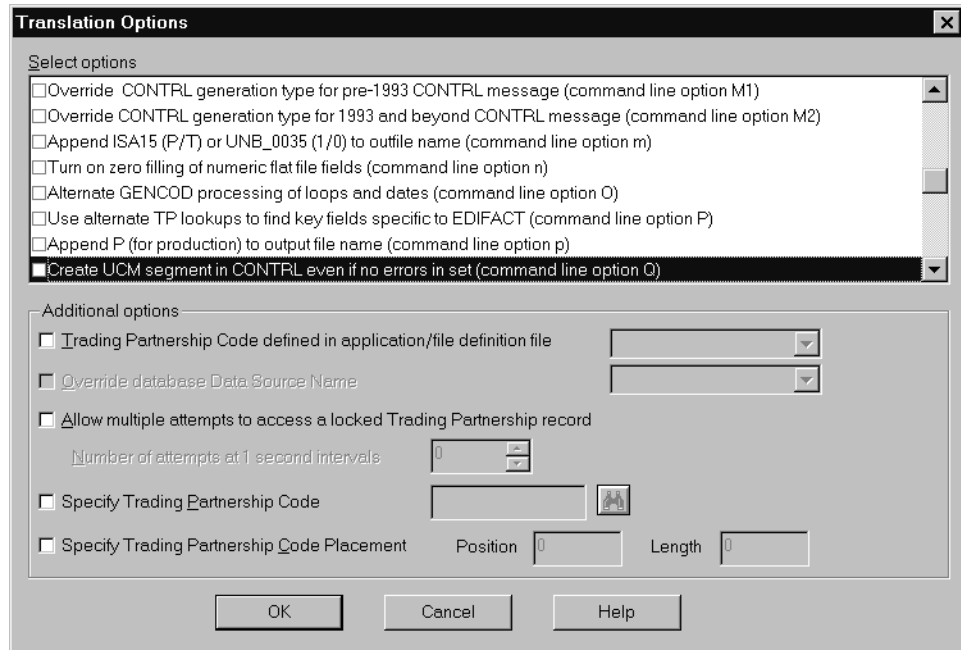 Translation Options
Select options
Override CONTRL generation type for pre-1993 CONTRL message (command line option M1)
Override CONTRL generation type for 1993 and beyond CONTRL message (command line option M2)
Append ISA15 (P/T) or UNB_0035 (1/0) to outfile name (command line option m)
Turn on zero filling of numeric flat file fields (command line option n)
Alternate GENCOD processing of loops and dates (command line option O)
Use alternate TP lookups to find key fields specific to EDIFACT (command line option P)
Append P (for production) to output file name (command line option p)
Create UCM segment in CONTRL even if no errors in set (command line option Q)
Additional options
Trading Partnership Code defined in application/file definition file
Override database Data Source Name
Allow multiple attempts to access a locked Trading Partnership record
Number of attempts at 1 second intervals 0
Specify Trading Partnership Code
Specify Trading Partnership Code Placement Position 0 Length 0
OK Cancel Help